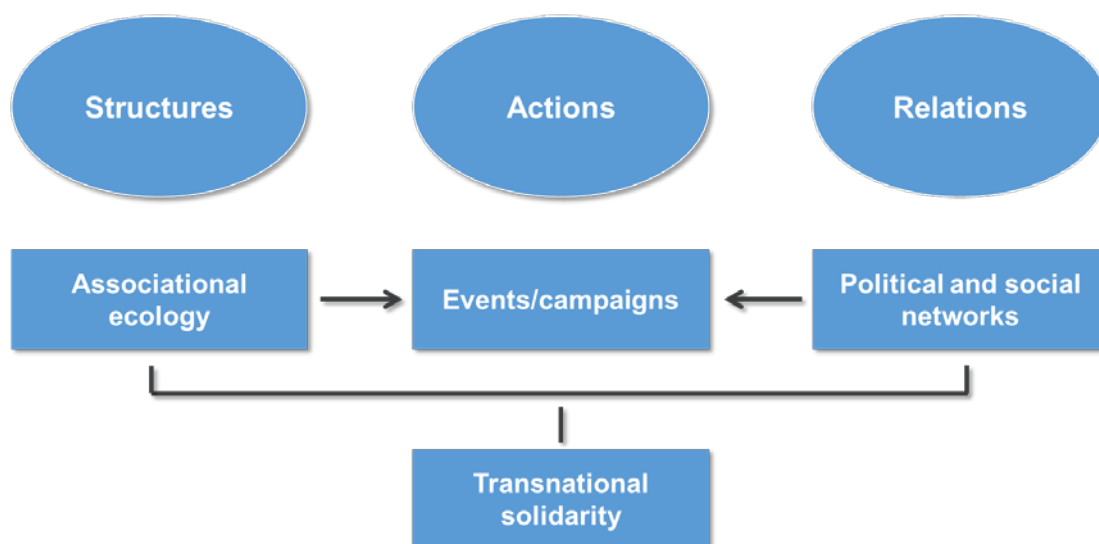 Structures
Actions
Relations
Associational
ecology
Events/campaigns
Political and social
networks
Transnational
solidarity